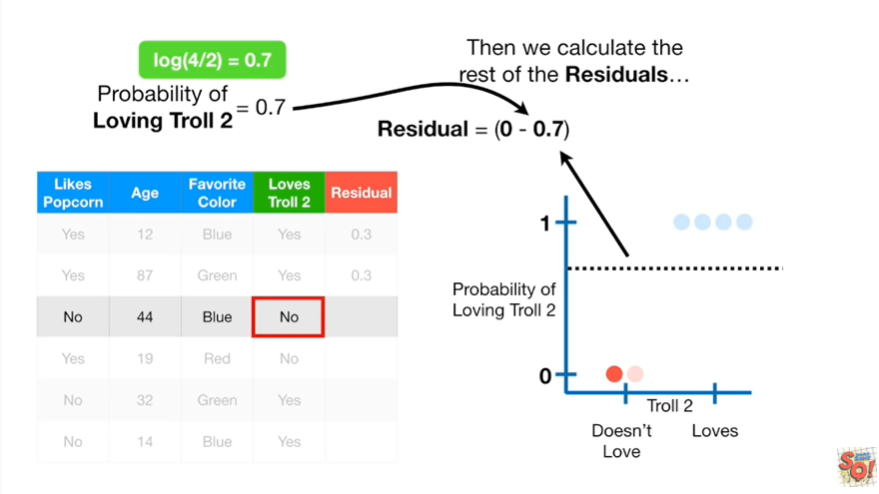 log(4/2) = 0.7
Probability of
Loving Troll 2
= 0.7
Then we calculate the
rest of the Residuals...
Residual = (0 - 0.7)
Likes Popcorn Age Favorite Color Loves Troll 2 Residual
Yes 12 Blue Yes 0.3
Yes 87 Green Yes 0.3
No 44 Blue No
Yes 19 Red No
No 32 Green Yes
No 14 Blue Yes
1
Probability of
Loving Troll 2
0
Troll 2
Doesn't
Love
Loves
SQ!